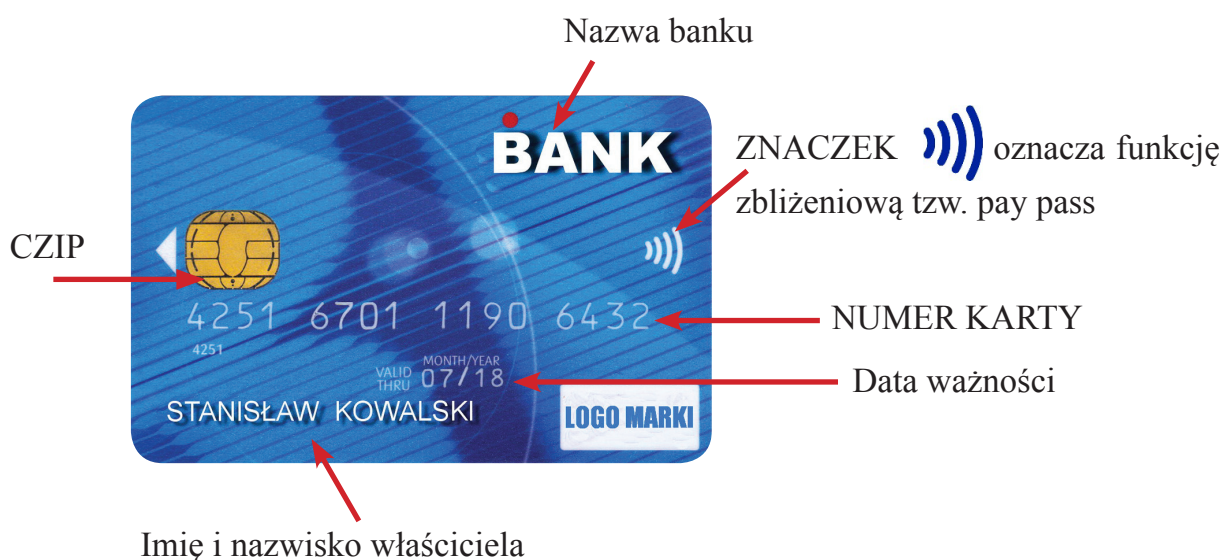 Nazwa banku
BANK
ZNACZEK oznacza funkcję
zbliżeniową tzw. pay pass
CZIP
4251 6701 1190 6432
NUMER KARTY
4251
MONTH/YEAR
VALID
THRU 07/18
Data ważności
STANISŁAW KOWALSKI
LOGO MARKI
Imię i nazwisko właściciela